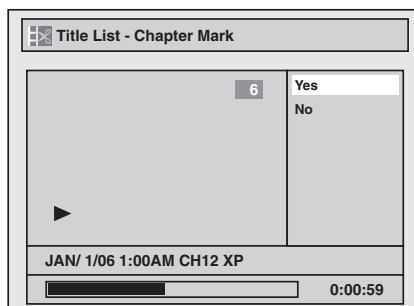 Title List - Chapter Mark
6
Yes
No
JAN/ 1/06 1:00AM CH12 XP
0:00:59